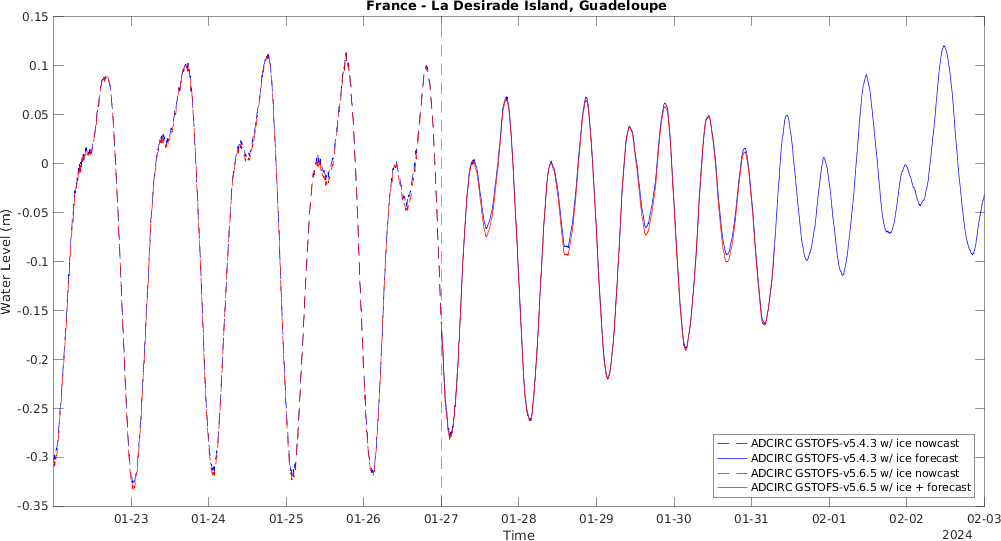 France - La Desirade Island, Guadeloupe
0.15
0.1
0.05
0
-0.05
-0.1
-0.15
-0.2
-0.25
-0.3
-0.35
Water Level (m)
ADCIRC GSTOFS-v5.4.3 w/ ice nowcast
ADCIRC GSTOFS-v5.4.3 w/ ice forecast
ADCIRC GSTOFS-v5.6.5 w/ ice nowcast
ADCIRC GSTOFS-v5.6.5 w/ ice + forecast
01-23 01-24 01-25 01-26 01-27 01-28 01-29 01-30 01-31 02-01 02-02 02-03
Time
2024